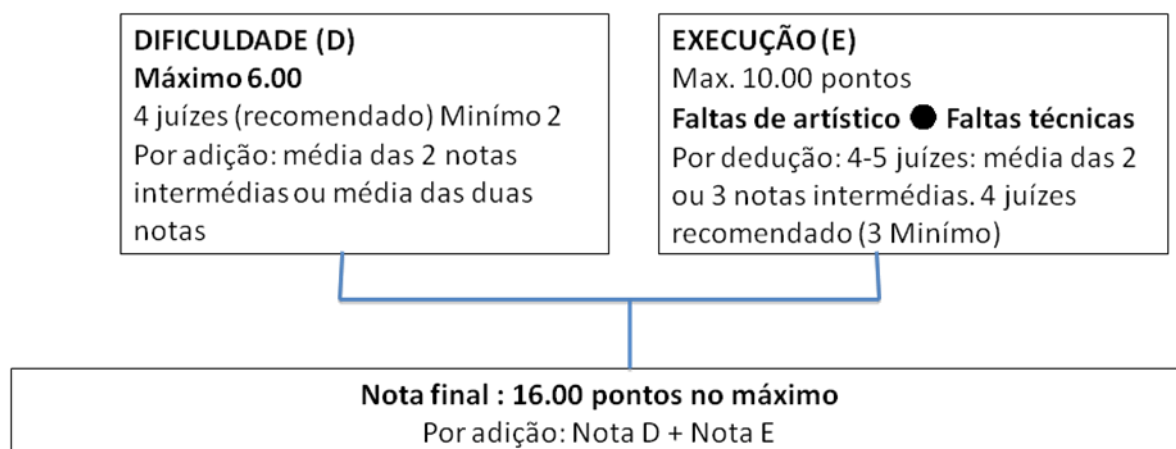 DIFICULDADE (D)
Máximo 6.00
4 juízes (recomendado) Minímo 2
Por adição: média das 2 notas
intermédias ou média das duas
notas
EXECUÇÃO (E)
Max. 10.00 pontos
Faltas de artístico ● Faltas técnicas
Por dedução: 4-5 juízes: média das 2
ou 3 notas intermédias. 4 juízes
recomendado (3 Minímo)
Nota final : 16.00 pontos no máximo
Por adição: Nota D + Nota E